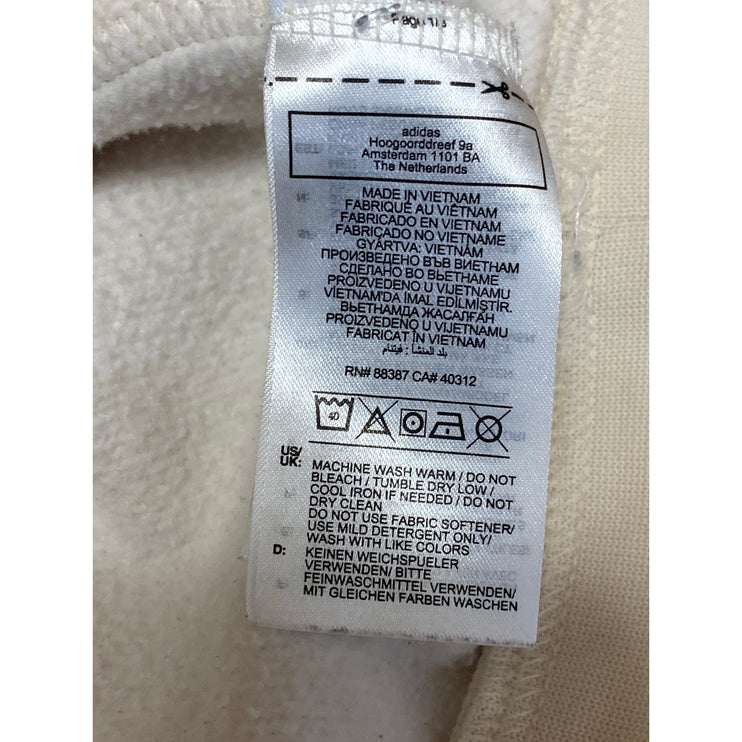 adidas
Hoogoorddreef 9a
Amsterdam 1101 BA
The Netherlands
MADE IN VIETNAM
FABRIQUÉ AU VIÊTNAM
FABRICADO EN VIETNAM
FABRICADO NO VIETNAME
GYÁRTVA: VIETNÁM
ПРОИЗВЕДЕНО ВЪВ ВИЕТНАМ
СДЕЛАНО ВО ВЬЕТНАМЕ
PROIZVEDENO U VIJETNAMU
VİETNAM'DA İMAL EDİLMİŞTİR.
ВЬЕТНАМДА ЖАСАЛҒАН
PROIZVEDENO U VIJETNAMU
FABRICAT ÎN VIETNAM
بلد المنشأ : فيتنام
RN# 88387 CA# 40312
40
US/
UK: MACHINE WASH WARM / DO NOT
BLEACH / TUMBLE DRY LOW /
COOL IRON IF NEEDED / DO NOT
DRY CLEAN
DO NOT USE FABRIC SOFTENER/
USE MILD DETERGENT ONLY/
WASH WITH LIKE COLORS
D: KEINEN WEICHSPUELER
VERWENDEN/ BITTE
FEINWASCHMITTEL VERWENDEN/
MIT GLEICHEN FARBEN WASCHEN